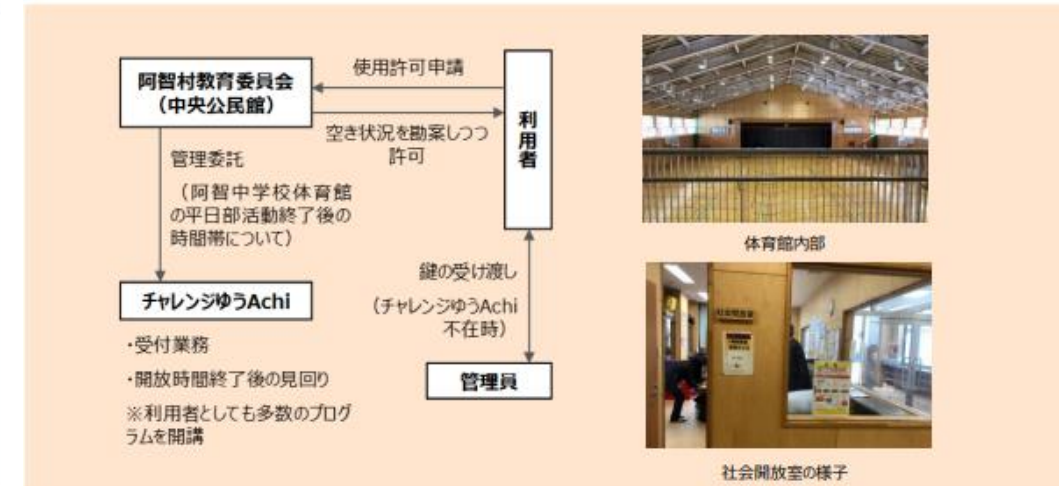 阿智村教育委員会
（中央公民館）
使用許可申請
空き状況を勘案しつつ
許可
利用者
管理委託
（阿智中学校体育館
の平日部活動終了後の
時間帯について）
チャレンジゆうAchi
・受付業務
・開放時間終了後の見回り
※利用者としても多数のプログ
ラムを開講
鍵の受け渡し
（チャレンジゆうAchi
不在時）
管理員
体育館内部
社会開放室
社会開放室の様子